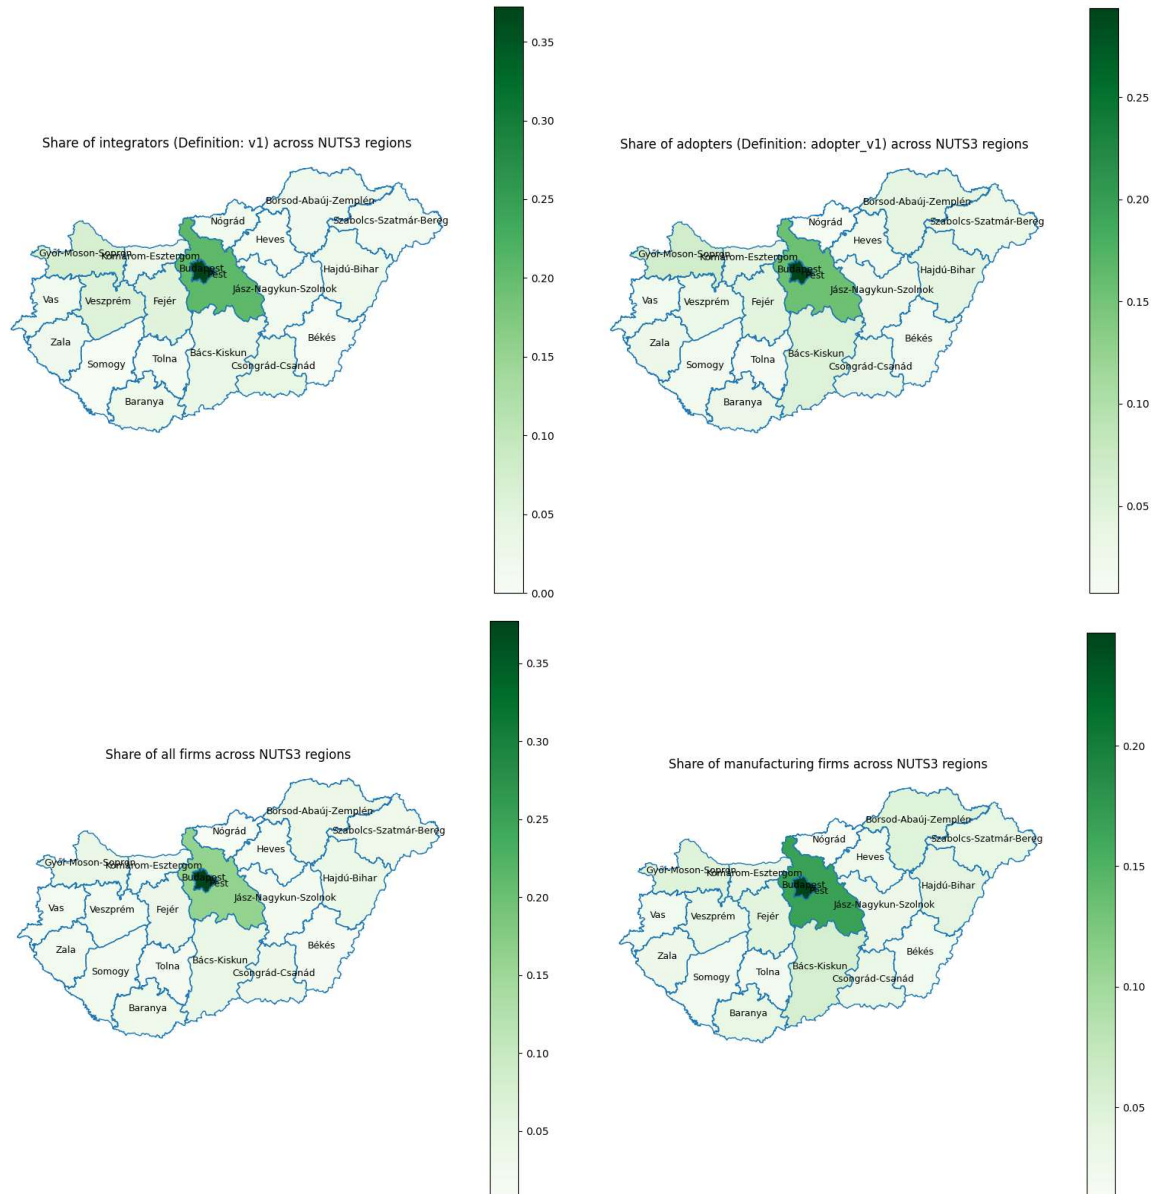 Share of integrators (Definition: v1) across NUTS3 regions
Borsod-Abaúj-Zemplén
Szabolcs-Szatmár-Bereg
Nógrád
Heves
Győr-Moson-Sopron
Komárom-Esztergom
Budapest
Pest
Hajdú-Bihar
Jász-Nagykun-Szolnok
Vas
Veszprém
Fejér
Békés
Zala
Somogy
Tolna
Bács-Kiskun
Csongrád-Csanád
Baranya
0.35
0.30
0.25
0.20
0.15
0.10
0.05
0.00
Share of adopters (Definition: adopter_v1) across NUTS3 regions
Borsod-Abaúj-Zemplén
Szabolcs-Szatmár-Bereg
Nógrád
Heves
Győr-Moson-Sopron
Komárom-Esztergom
Budapest
Pest
Hajdú-Bihar
Jász-Nagykun-Szolnok
Vas
Veszprém
Fejér
Békés
Zala
Somogy
Tolna
Bács-Kiskun
Csongrád-Csanád
Baranya
0.25
0.20
0.15
0.10
0.05
Share of all firms across NUTS3 regions
Borsod-Abaúj-Zemplén
Szabolcs-Szatmár-Bereg
Nógrád
Heves
Győr-Moson-Sopron
Komárom-Esztergom
Budapest
Pest
Hajdú-Bihar
Jász-Nagykun-Szolnok
Vas
Veszprém
Fejér
Békés
Zala
Somogy
Tolna
Bács-Kiskun
Csongrád-Csanád
Baranya
0.35
0.30
0.25
0.20
0.15
0.10
0.05
Share of manufacturing firms across NUTS3 regions
Borsod-Abaúj-Zemplén
Szabolcs-Szatmár-Bereg
Nógrád
Heves
Győr-Moson-Sopron
Komárom-Esztergom
Budapest
Pest
Hajdú-Bihar
Jász-Nagykun-Szolnok
Vas
Veszprém
Fejér
Békés
Zala
Somogy
Tolna
Bács-Kiskun
Csongrád-Csanád
Baranya
0.20
0.15
0.10
0.05